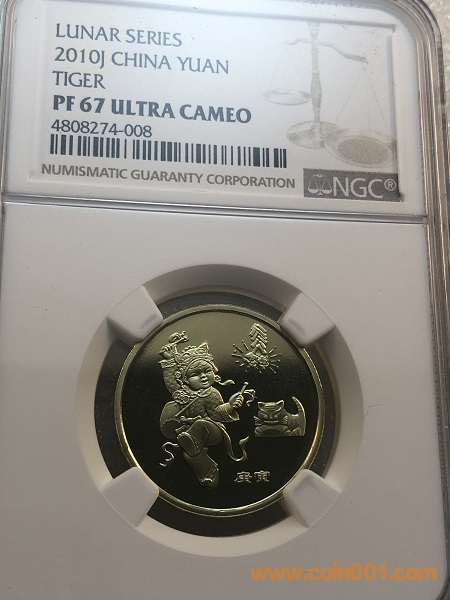 LUNAR SERIES
2010J CHINA YUAN
TIGER
PF 67 ULTRA CAMEO
4808274-008
NUMISMATIC GUARANTY CORPORATION
NGC®
庚寅
www.coin001.com